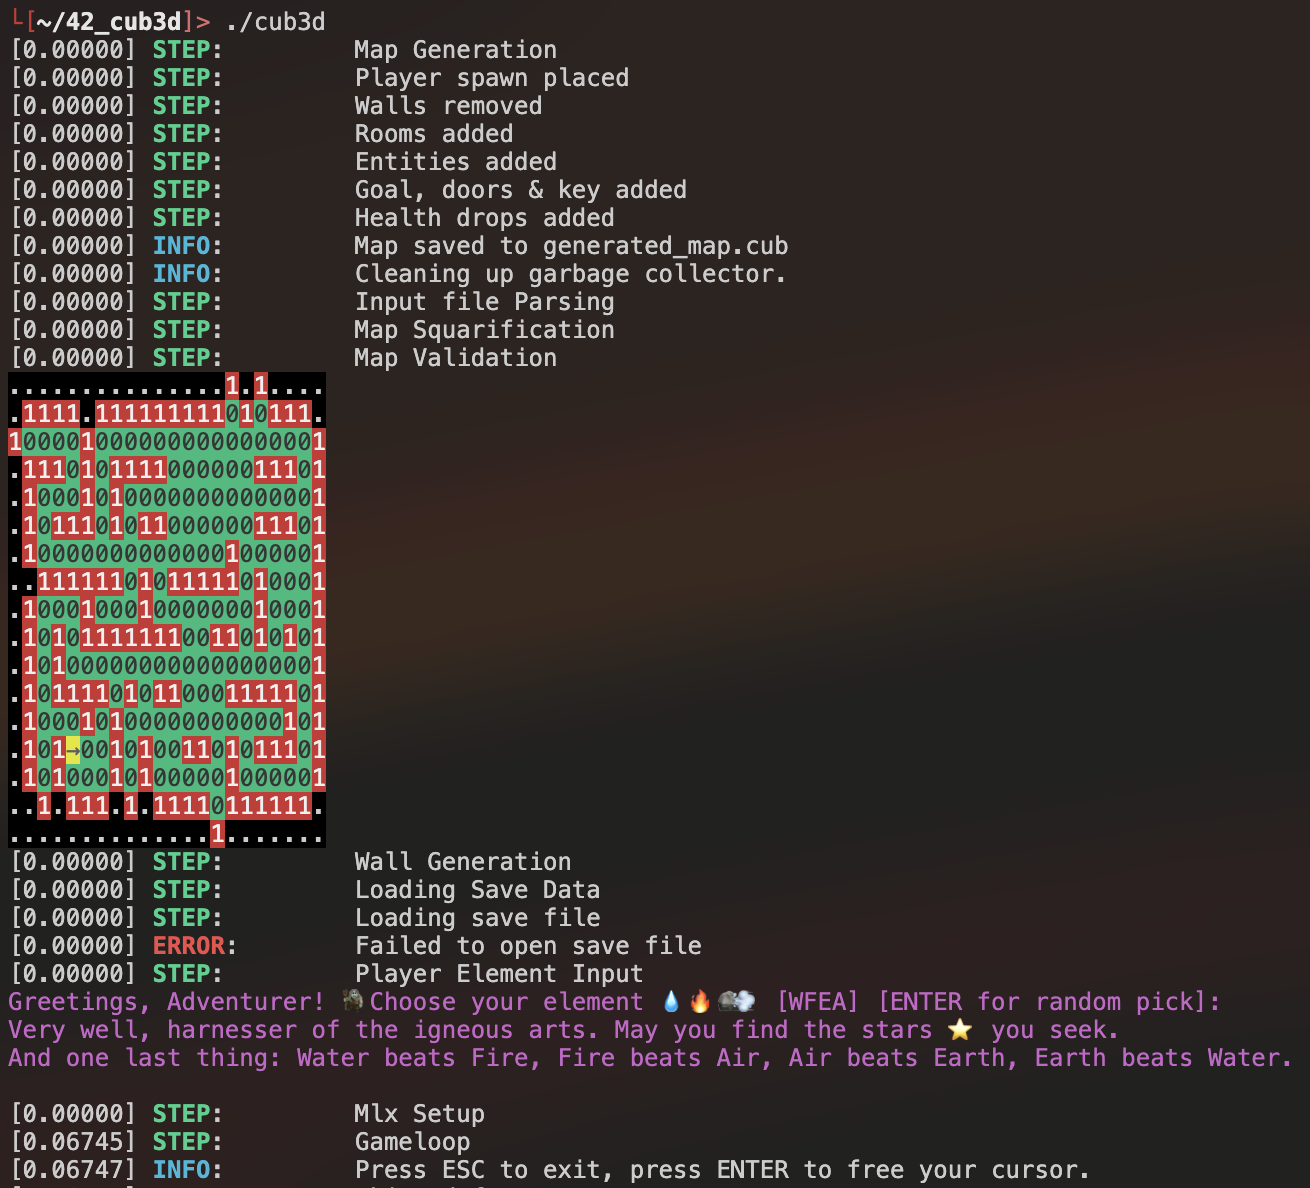 └[~/42_cub3d]> ./cub3d
[0.00000] STEP: Map Generation
[0.00000] STEP: Player spawn placed
[0.00000] STEP: Walls removed
[0.00000] STEP: Rooms added
[0.00000] STEP: Entities added
[0.00000] STEP: Goal, doors & key added
[0.00000] STEP: Health drops added
[0.00000] INFO: Map saved to generated_map.cub
[0.00000] INFO: Cleaning up garbage collector.
[0.00000] STEP: Input file Parsing
[0.00000] STEP: Map Squarification
[0.00000] STEP: Map Validation
...............1.1....
.1111.111111111010111.
1000010000000000000001
.111010111100000011101
.100010100000000000001
.101110101100000011101
.100000000000001000001
..11111101011111010001
.100010001000000010001
.101011111110011010101
.101000000000000000001
.101111010110001111101
.100010100000000000101
.101→00101001101011101
.101000101000001000001
..1.111.1.11110111111.
..............1.......
[0.00000] STEP: Wall Generation
[0.00000] STEP: Loading Save Data
[0.00000] STEP: Loading save file
[0.00000] ERROR: Failed to open save file
[0.00000] STEP: Player Element Input
Greetings, Adventurer! 🧌Choose your element 💧🔥🪨💨 [WFEA] [ENTER for random pick]:
Very well, harnesser of the igneous arts. May you find the stars ⭐ you seek.
And one last thing: Water beats Fire, Fire beats Air, Air beats Earth, Earth beats Water.
[0.00000] STEP: Mlx Setup
[0.06745] STEP: Gameloop
[0.06747] INFO: Press ESC to exit, press ENTER to free your cursor.